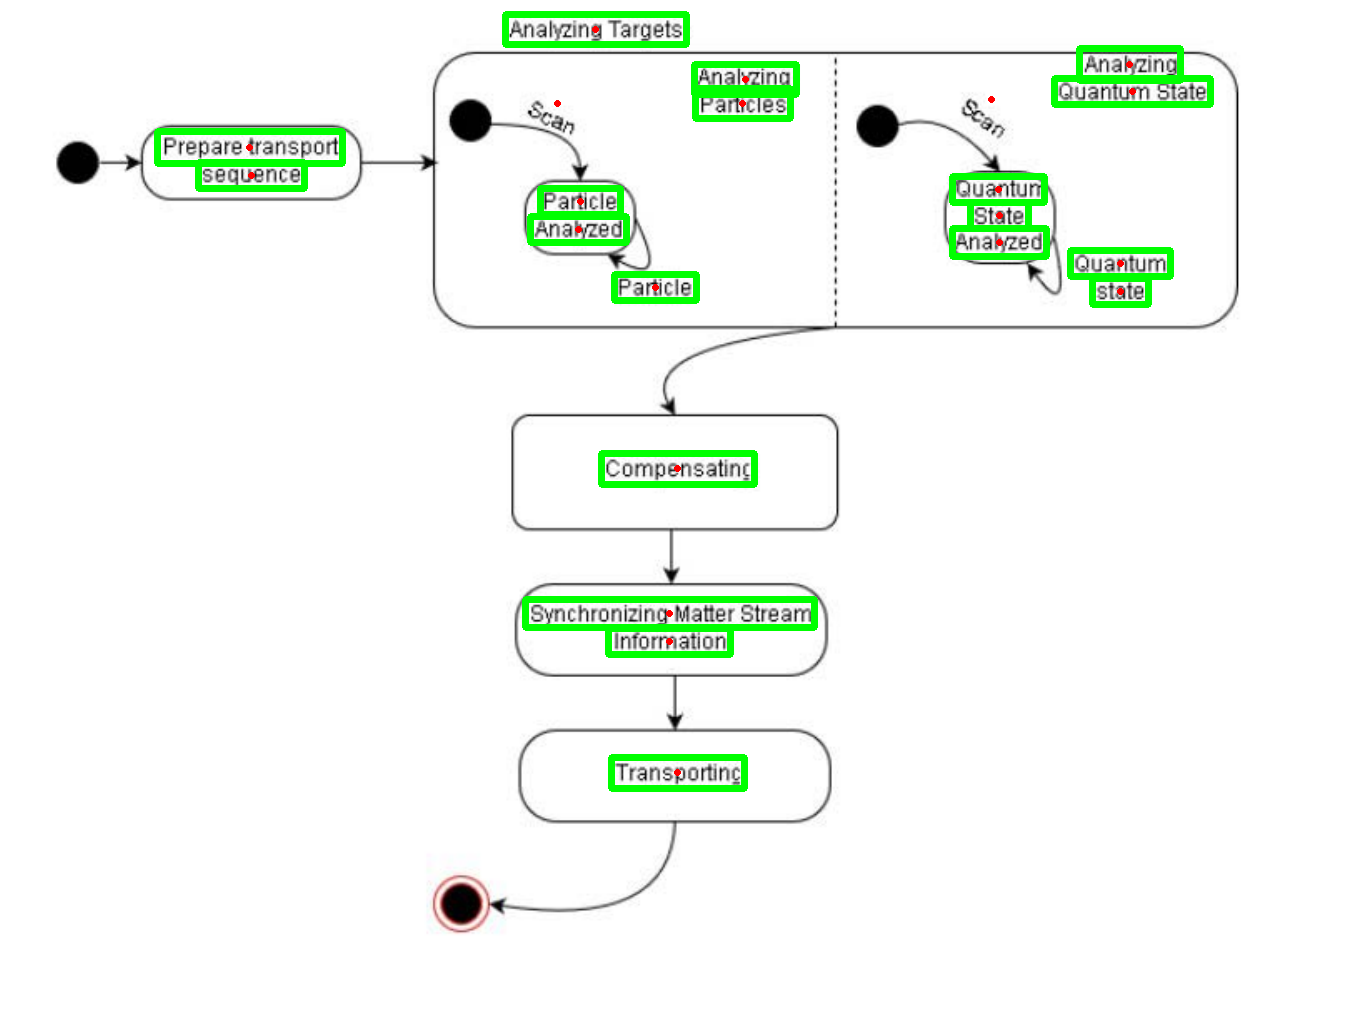 Analyzing Targets
Prepare transport
sequence
Scan
Analyzing
Particles
Particle
Analyzed
Particle
Scan
Analyzing
Quantum State
Quantum
State
Analyzed
Quantum
state
Compensating
Synchronizing Matter Stream
Information
Transporting